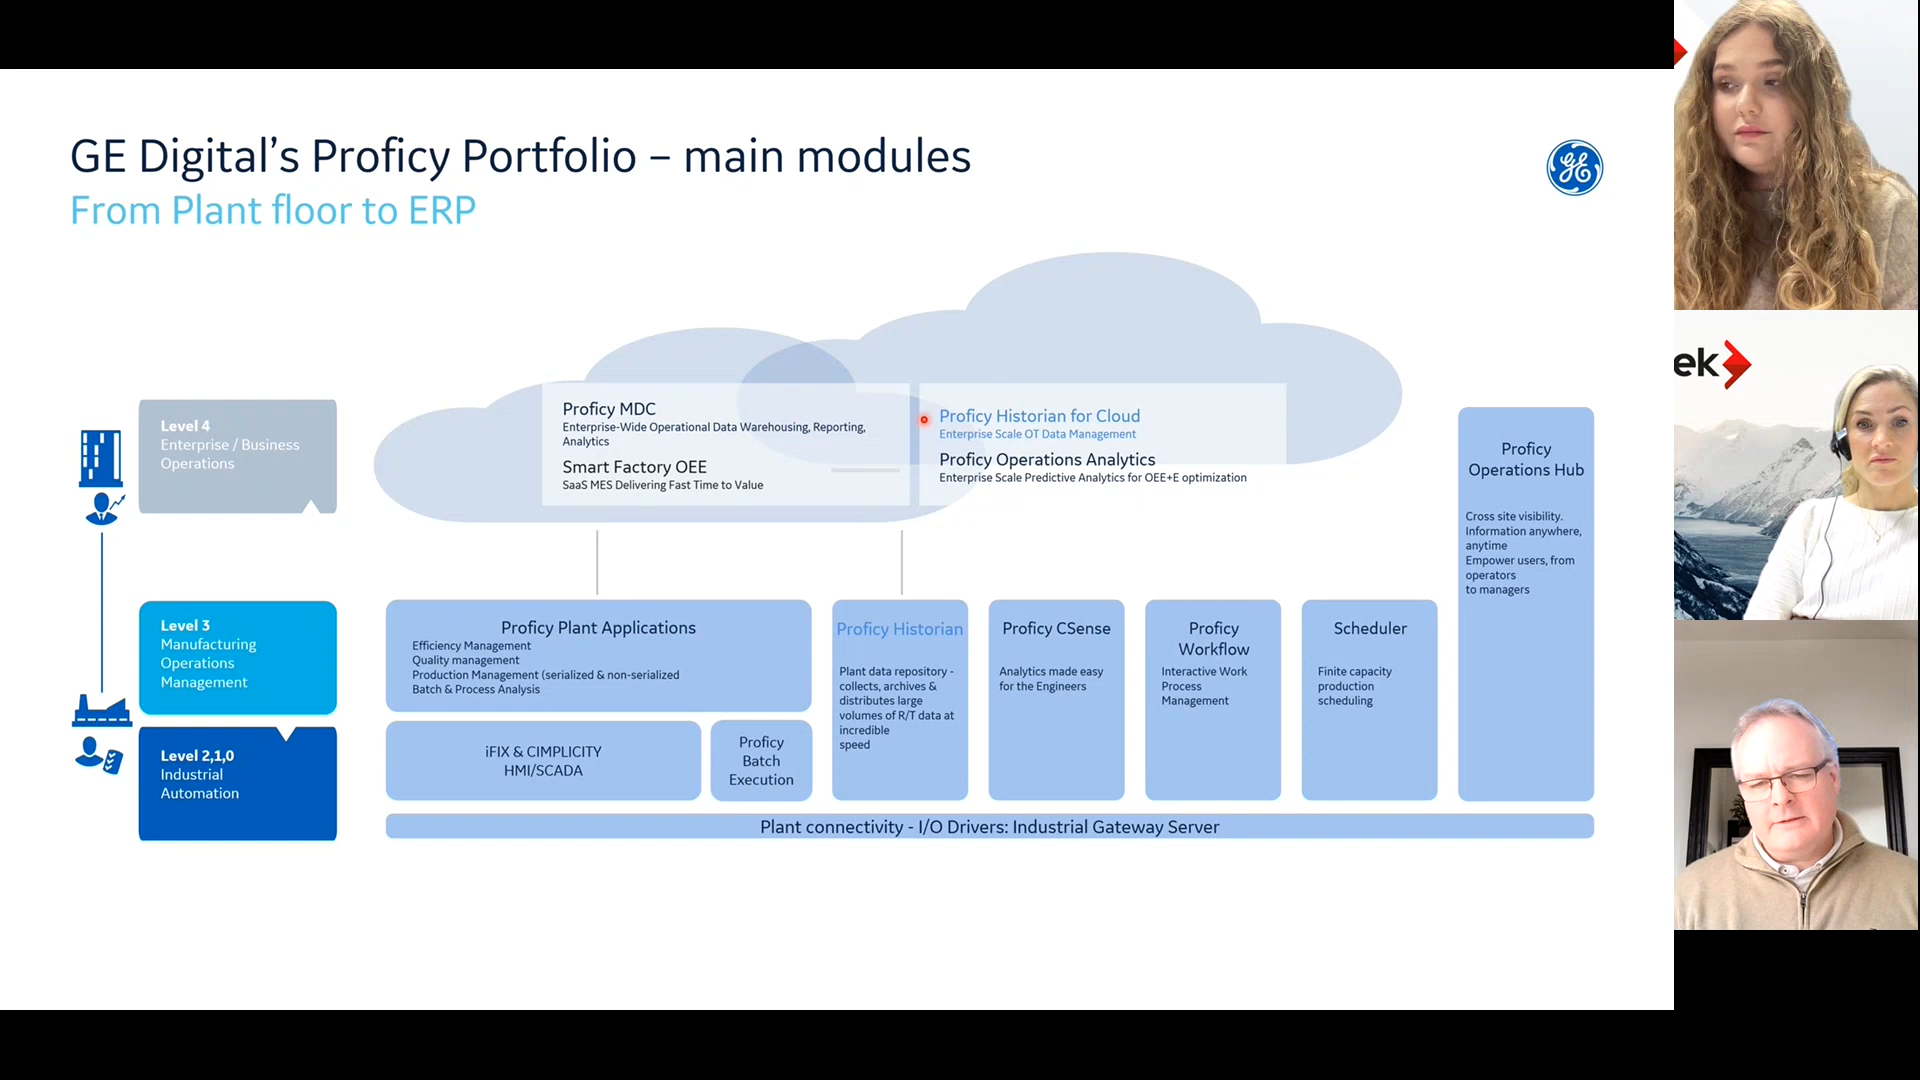 GE Digital’s Proficy Portfolio – main modules
From Plant floor to ERP
GE
ek
Level 4
Enterprise / Business
Operations
Proficy MDC
Enterprise-Wide Operational Data Warehousing, Reporting,
Analytics
Smart Factory OEE
SaaS MES Delivering Fast Time to Value
Proficy Historian for Cloud
Enterprise Scale OT Data Management
Proficy Operations Analytics
Enterprise Scale Predictive Analytics for OEE+E optimization
Proficy
Operations Hub
Cross site visibility.
Information anywhere,
anytime
Empower users, from
operators
to managers
Level 3
Manufacturing
Operations
Management
Proficy Plant Applications
Efficiency Management
Quality management
Production Management (serialized & non-serialized
Batch & Process Analysis
Proficy Historian
Plant data repository -
collects, archives &
distributes large
volumes of R/T data at
incredible
speed
Proficy CSense
Analytics made easy
for the Engineers
Proficy
Workflow
Interactive Work
Process
Management
Scheduler
Finite capacity
production
scheduling
Level 2,1,0
Industrial
Automation
iFIX & CIMPLICITY
HMI/SCADA
Proficy
Batch
Execution
Plant connectivity - I/O Drivers: Industrial Gateway Server